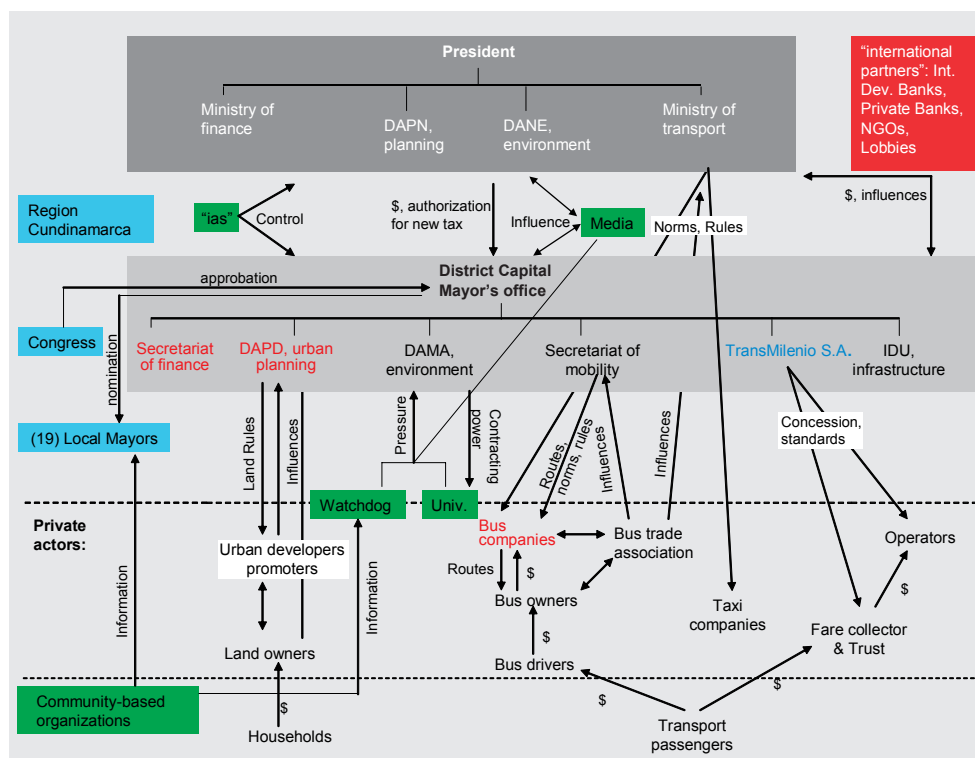 President
Ministry of
finance
DAPN,
planning
DANE,
environment
Ministry of
transport
“international
partners”: Int.
Dev. Banks,
Private Banks,
NGOs,
Lobbies
Region
Cundinamarca
“ias”
Control
$, authorization
for new tax
Influence
Media
Norms, Rules
$, influences
approbation
District Capital
Mayor’s office
Congress
nomination
Secretariat
of finance
DAPD, urban
planning
DAMA,
environment
Secretariat of
mobility
TransMilenio S.A.
IDU,
infrastructure
(19) Local Mayors
Land Rules
Influences
Pressure
Contracting
power
Routes,
norms, rules
Influences
Influences
Concession,
standards
Watchdog
Univ.
Private
actors:
Bus
companies
Bus trade
association
Operators
Urban developers
promoters
Routes
$
Bus owners
$
Information
Information
Taxi
companies
Fare collector
& Trust
$
Land owners
Bus drivers
Community-based
organizations
$
Households
$
$
Transport
passengers